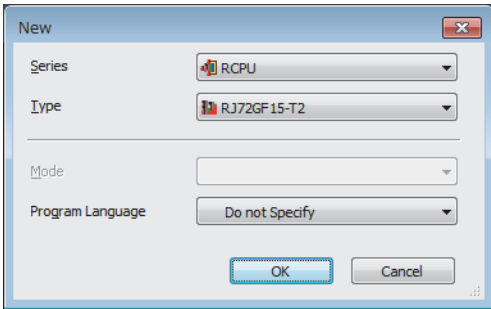 New
Series RCPU
Type RJ72GF15-T2
Mode
Program Language Do not Specify
OK Cancel